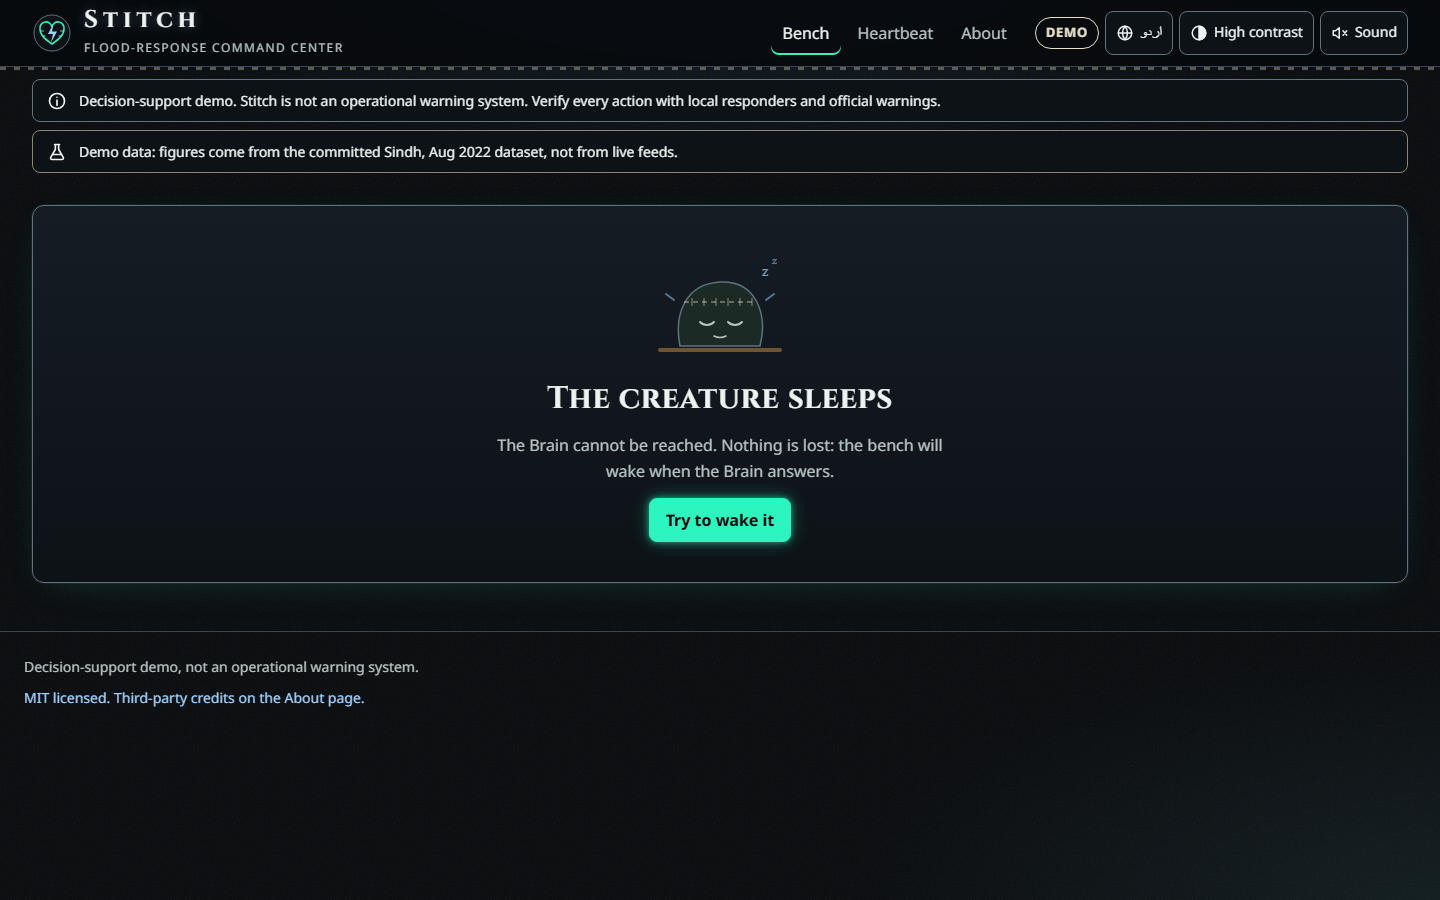 STITCH
FLOOD-RESPONSE COMMAND CENTER
Bench
Heartbeat
About
DEMO
اردو
High contrast
Sound
Decision-support demo. Stitch is not an operational warning system. Verify every action with local responders and official warnings.
Demo data: figures come from the committed Sindh, Aug 2022 dataset, not from live feeds.
z z
The creature sleeps
The Brain cannot be reached. Nothing is lost: the bench will
wake when the Brain answers.
Try to wake it
Decision-support demo, not an operational warning system.
MIT licensed. Third-party credits on the About page.